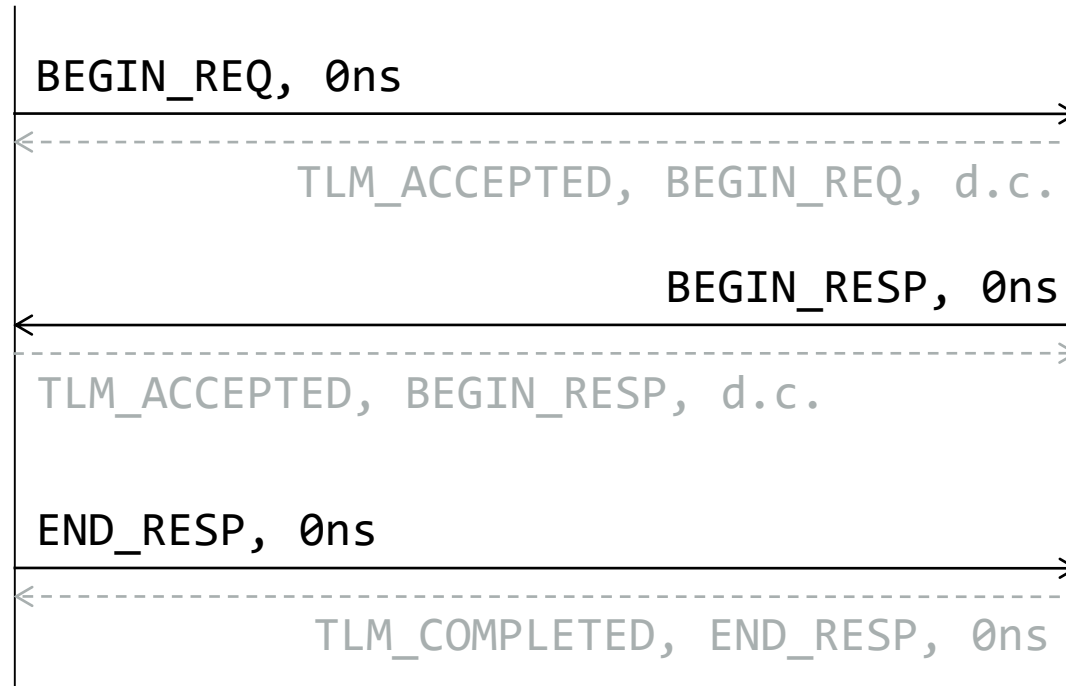 BEGIN_REQ, 0ns
TLM_ACCEPTED, BEGIN_REQ, d.c.
BEGIN_RESP, 0ns
TLM_ACCEPTED, BEGIN_RESP, d.c.
END_RESP, 0ns
TLM_COMPLETED, END_RESP, 0ns